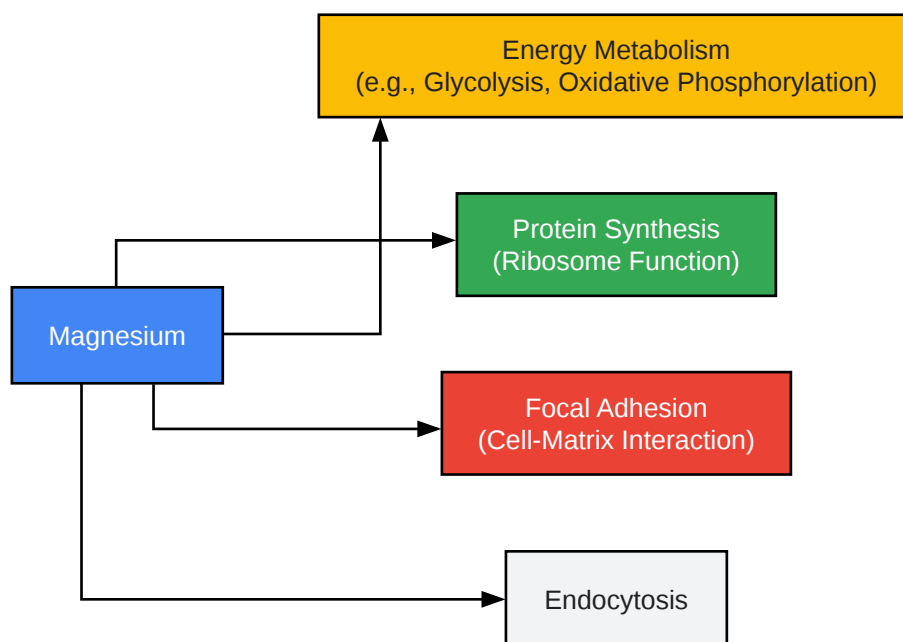 Energy Metabolism
(e.g., Glycolysis, Oxidative Phosphorylation)
Protein Synthesis
(Ribosome Function)
Magnesium
Focal Adhesion
(Cell-Matrix Interaction)
Endocytosis